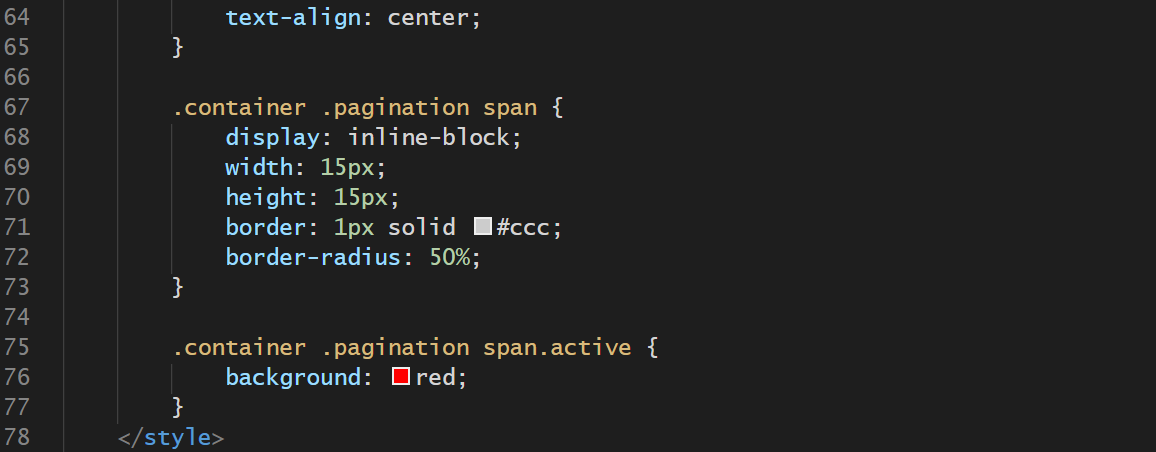 64 text-align: center;
65 }
66
67 .container .pagination span {
68 display: inline-block;
69 width: 15px;
70 height: 15px;
71 border: 1px solid #ccc;
72 border-radius: 50%;
73 }
74
75 .container .pagination span.active {
76 background: red;
77 }
78 </style>